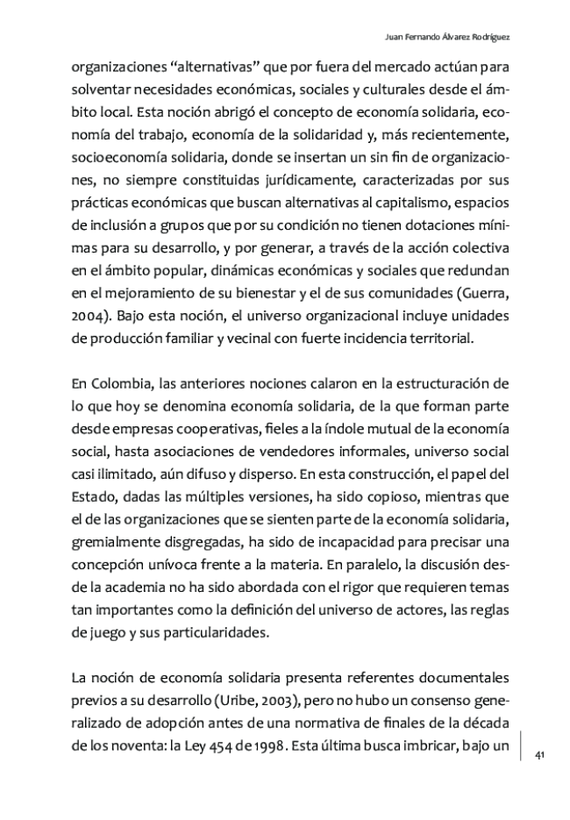 Juan Fernando Álvarez Rodríguez
organizaciones “alternativas” que por fuera del mercado actúan para
solventar necesidades económicas, sociales y culturales desde el ám-
bito local. Esta noción abrigó el concepto de economía solidaria, eco-
nomía del trabajo, economía de la solidaridad y, más recientemente,
socioeconomía solidaria, donde se insertan un sin fin de organizacio-
nes, no siempre constituidas jurídicamente, caracterizadas por sus
prácticas económicas que buscan alternativas al capitalismo, espacios
de inclusión a grupos que por su condición no tienen dotaciones míni-
mas para su desarrollo, y por generar, a través de la acción colectiva
en el ámbito popular, dinámicas económicas y sociales que redundan
en el mejoramiento de su bienestar y el de sus comunidades (Guerra,
2004). Bajo esta noción, el universo organizacional incluye unidades
de producción familiar y vecinal con fuerte incidencia territorial.
En Colombia, las anteriores nociones calaron en la estructuración de
lo que hoy se denomina economía solidaria, de la que forman parte
desde empresas cooperativas, fieles a la índole mutual de la economía
social, hasta asociaciones de vendedores informales, universo social
casi ilimitado, aún difuso y disperso. En esta construcción, el papel del
Estado, dadas las múltiples versiones, ha sido copioso, mientras que
el de las organizaciones que se sienten parte de la economía solidaria,
gremialmente disgregadas, ha sido de incapacidad para precisar una
concepción unívoca frente a la materia. En paralelo, la discusión des-
de la academia no ha sido abordada con el rigor que requieren temas
tan importantes como la definición del universo de actores, las reglas
de juego y sus particularidades.
La noción de economía solidaria presenta referentes documentales
previos a su desarrollo (Uribe, 2003), pero no hubo un consenso gene-
ralizado de adopción antes de una normativa de finales de la década
de los noventa: la Ley 454 de 1998. Esta última busca imbricar, bajo un
41